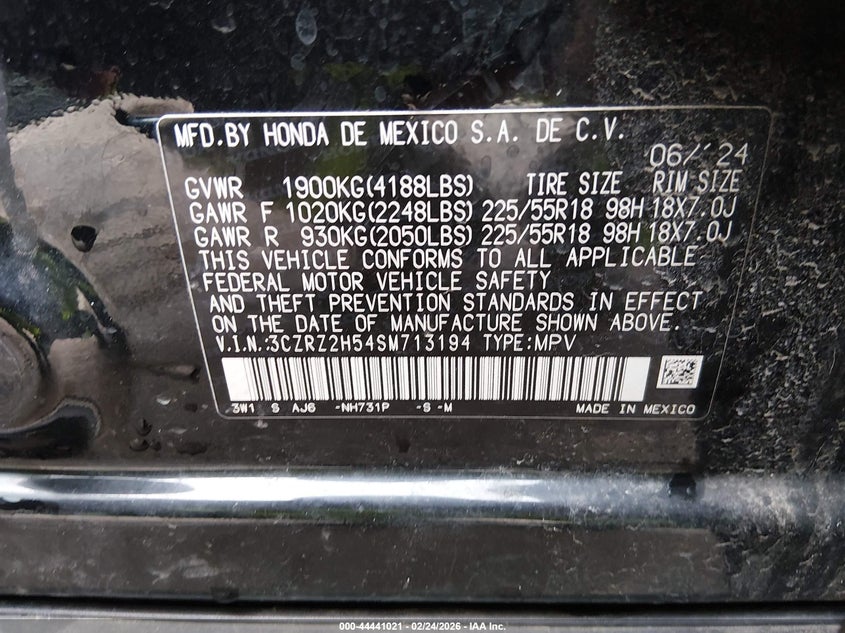 MFD.BY HONDA DE MEXICO S.A. DE C.V. 06/'24
GVWR 1900KG(4188LBS) TIRE SIZE RIM SIZE
GAWR F 1020KG(2248LBS) 225/55R18 98H 18X7.0J
GAWR R 930KG(2050LBS) 225/55R18 98H 18X7.0J
THIS VEHICLE CONFORMS TO ALL APPLICABLE
FEDERAL MOTOR VEHICLE SAFETY
AND THEFT PREVENTION STANDARDS IN EFFECT
ON THE DATE OF MANUFACTURE SHOWN ABOVE.
V.I.N.:3CZRZ2H54SM713194 TYPE:MPV
3W1 S AJ6 -NH731P -S -M MADE IN MEXICO
000-44441021 - 02/24/2026 - IAA Inc.